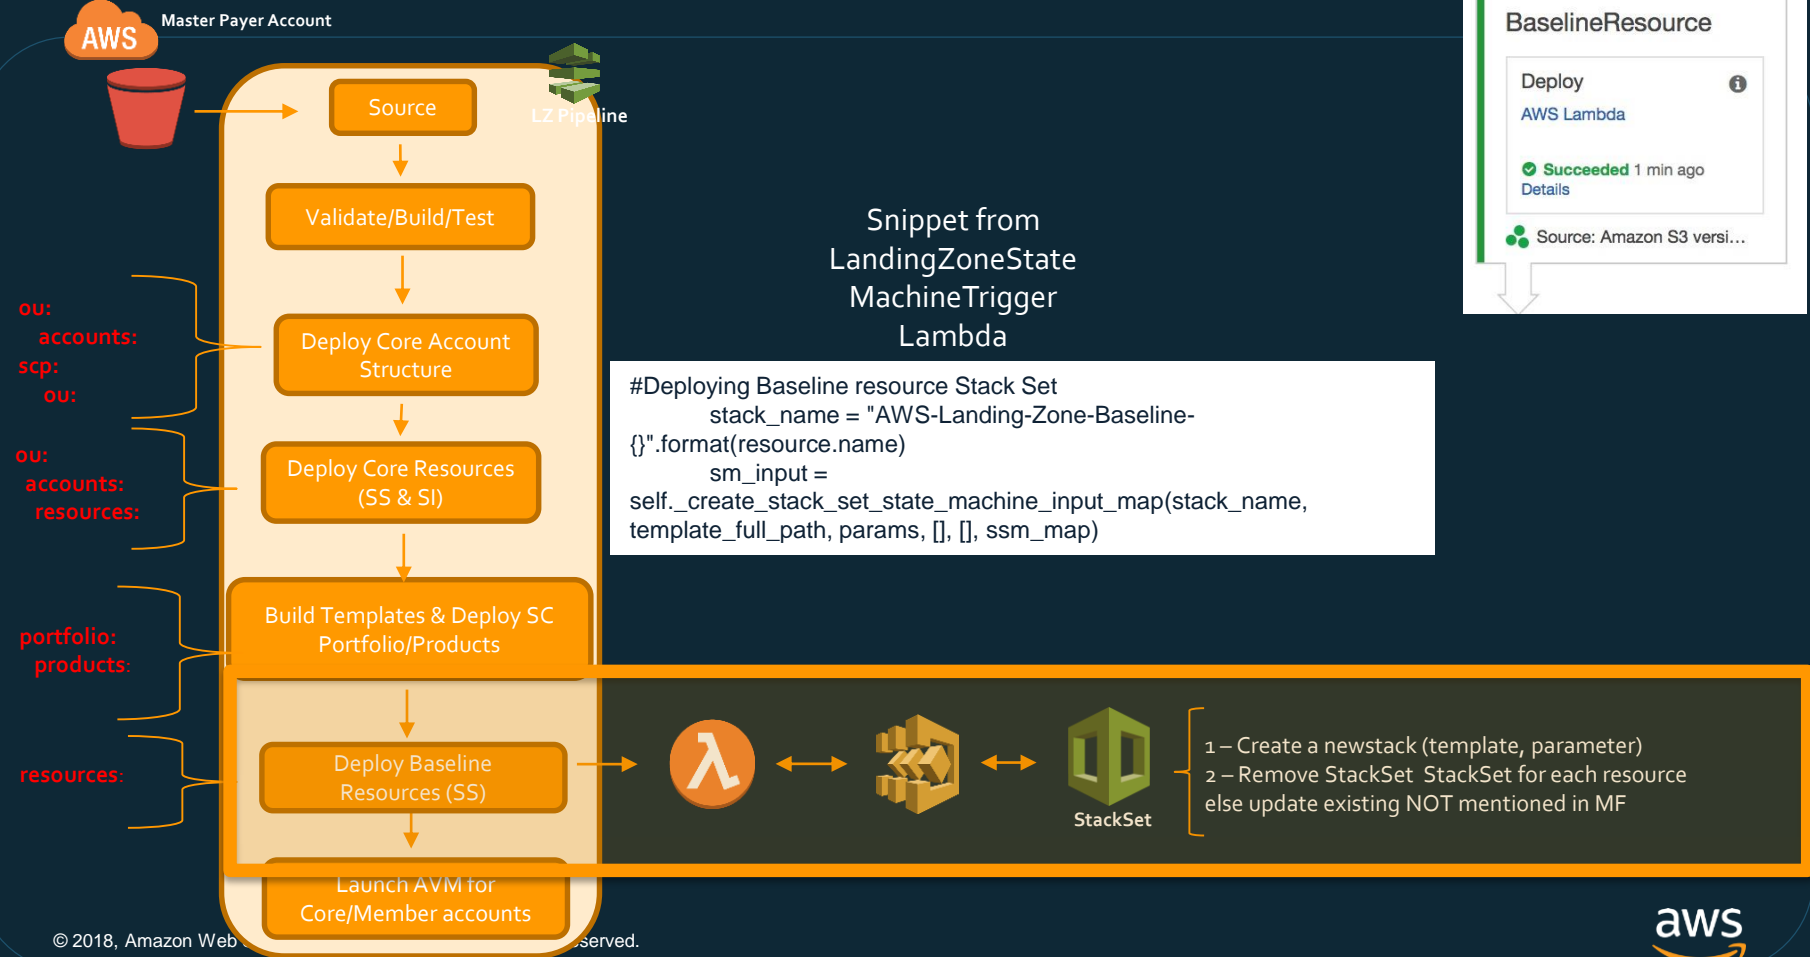 AWS
Master Payer Account
LZ Pipeline
Source
Validate/Build/Test
Deploy Core Account
Structure
Deploy Core Resources
(SS & SI)
Build Templates & Deploy SC
Portfolio/Products
Deploy Baseline
Resources (SS)
Launch AVM for
Core/Member accounts
ou:
accounts:
scp:
ou:
ou:
accounts:
resources:
portfolio:
products:
resources:
Snippet from
LandingZoneState
MachineTrigger
Lambda
#Deploying Baseline resource Stack Set
stack_name = "AWS-Landing-Zone-Baseline-
{}".format(resource.name)
sm_input =
self._create_stack_set_state_machine_input_map(stack_name,
template_full_path, params, [], [], ssm_map)
BaselineResource
Deploy
AWS Lambda
Succeeded 1 min ago
Details
Source: Amazon S3 versi...
StackSet
1 – Create a newstack (template, parameter)
2 – Remove StackSet StackSet for each resource
else update existing NOT mentioned in MF
© 2018, Amazon Web served.
aws